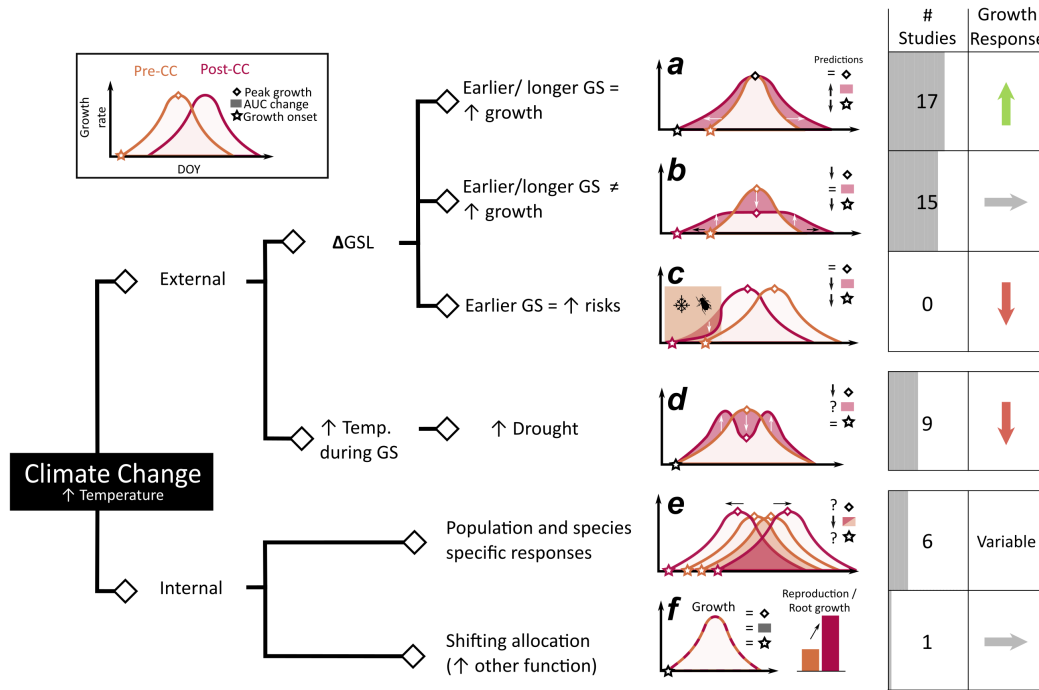 #
Studies
Growth
Response
Pre-CC
Post-CC
Peak growth
AUC change
Growth onset
Growth
rate
DOY
Earlier/ longer GS =
↑ growth
a
Predictions
=
17
Earlier/longer GS ≠
↑ growth
b
=
15
ΔGSL
External
Earlier GS = ↑ risks
c
=
0
↑ Temp.
during GS
↑ Drought
d
?
=
9
Climate Change
↑ Temperature
Internal
Population and species
specific responses
e
?
?
6
Variable
Shifting allocation
(↑ other function)
f
Growth
=
=
=
Reproduction /
Root growth
1